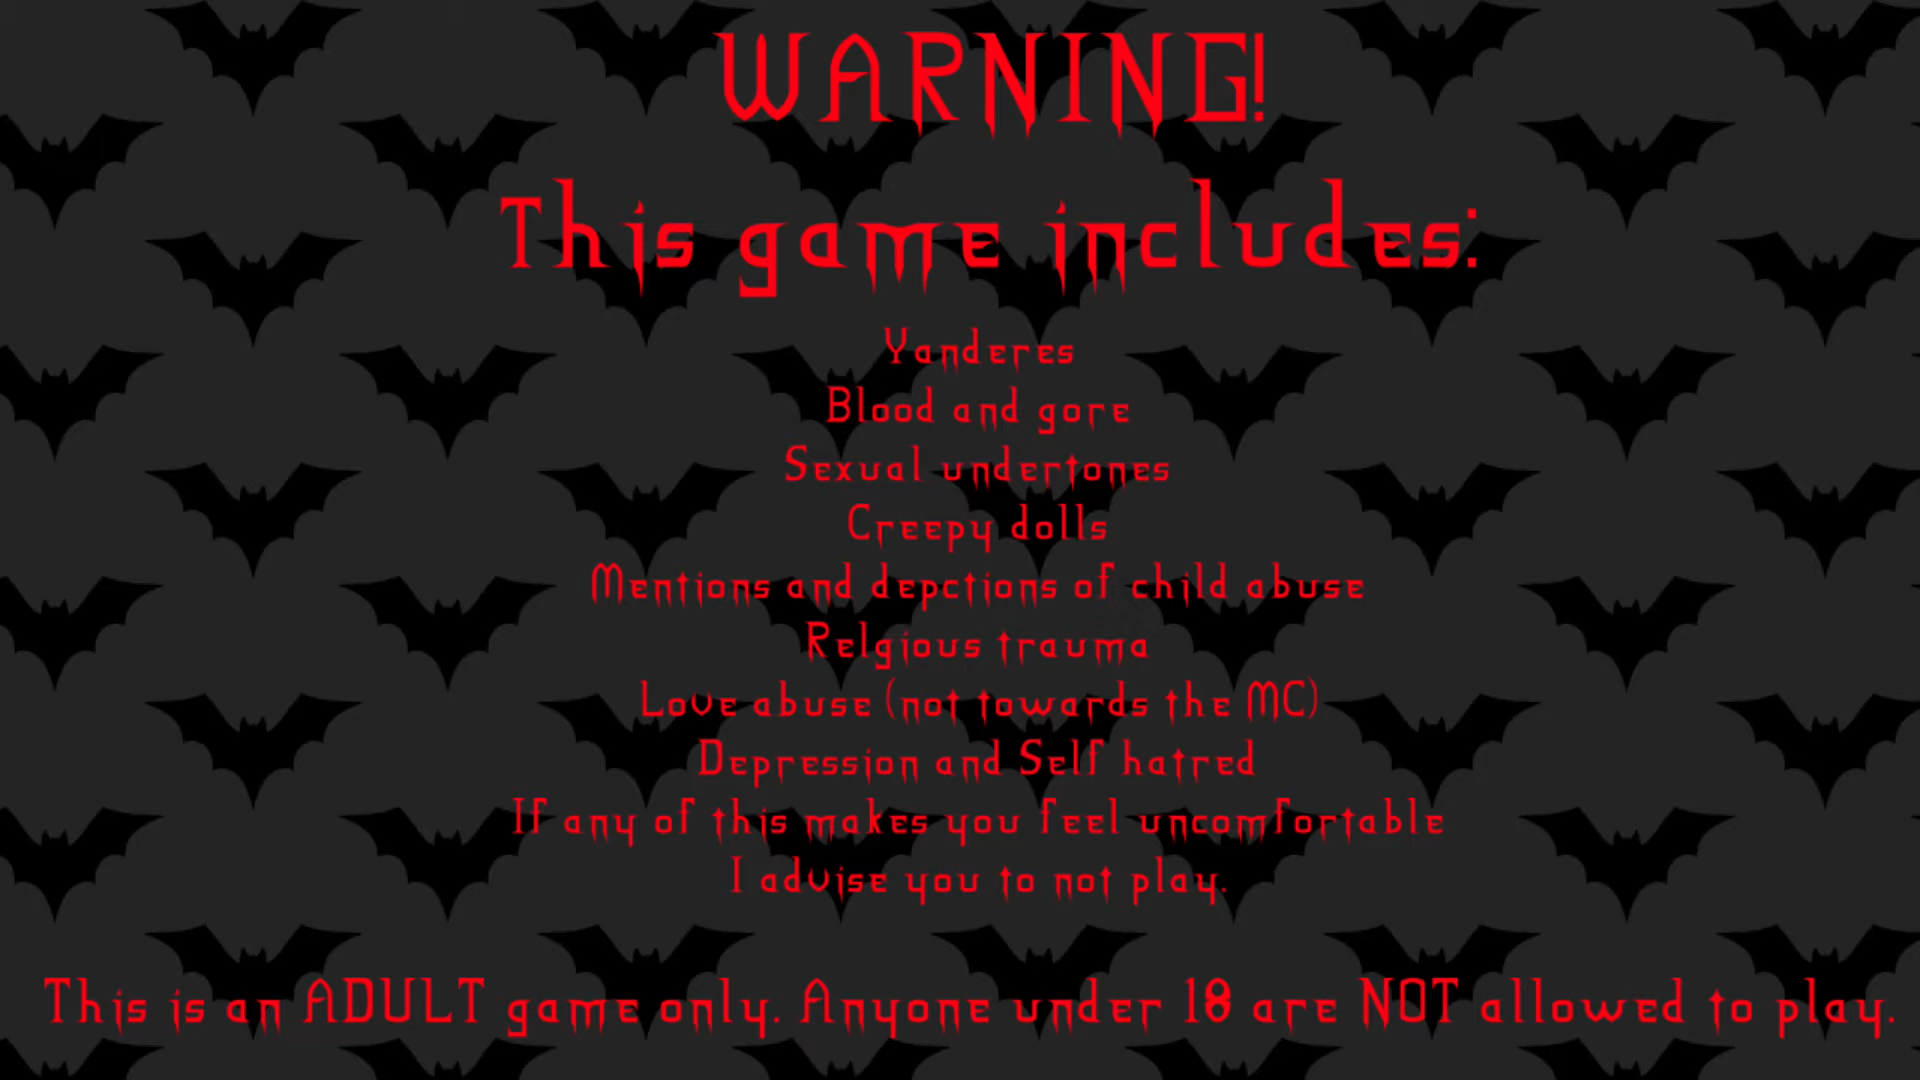 WARNING!
This game includes:
Yanderes
Blood and gore
Sexual undertones
Creepy dolls
Mentions and depctions of child abuse
Relgious trauma
Love abuse (not towards the MC)
Depression and Self hatred
If any of this makes you feel uncomfortable
I advise you to not play.
This is an ADULT game only. Anyone under 18 are NOT allowed to play.